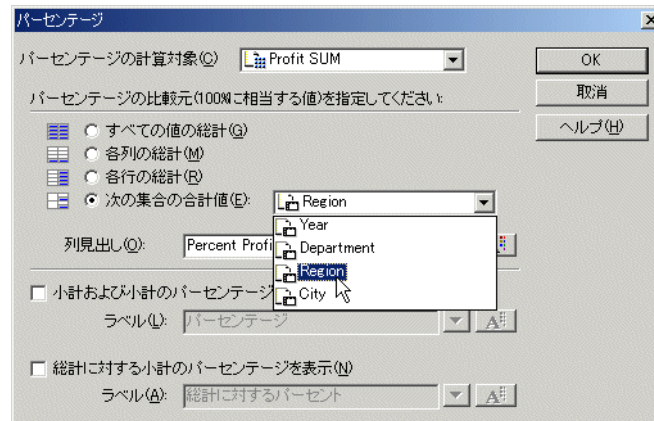 パーセンテージ
パーセンテージの計算対象(C) Profit SUM
OK
パーセンテージの比較元(100%に相当する値)を指定してください:
取消
すべての値の総計(G)
ヘルプ(H)
各列の総計(M)
各行の総計(R)
次の集合の合計値(E): Region
Year
列見出し(O): Percent Profi
Department
Region
小計および小計のパーセンテージ
City
ラベル(L): パーセンテージ
A
総計に対する小計のパーセンテージを表示(N)
ラベル(A): 総計に対するパーセント
A